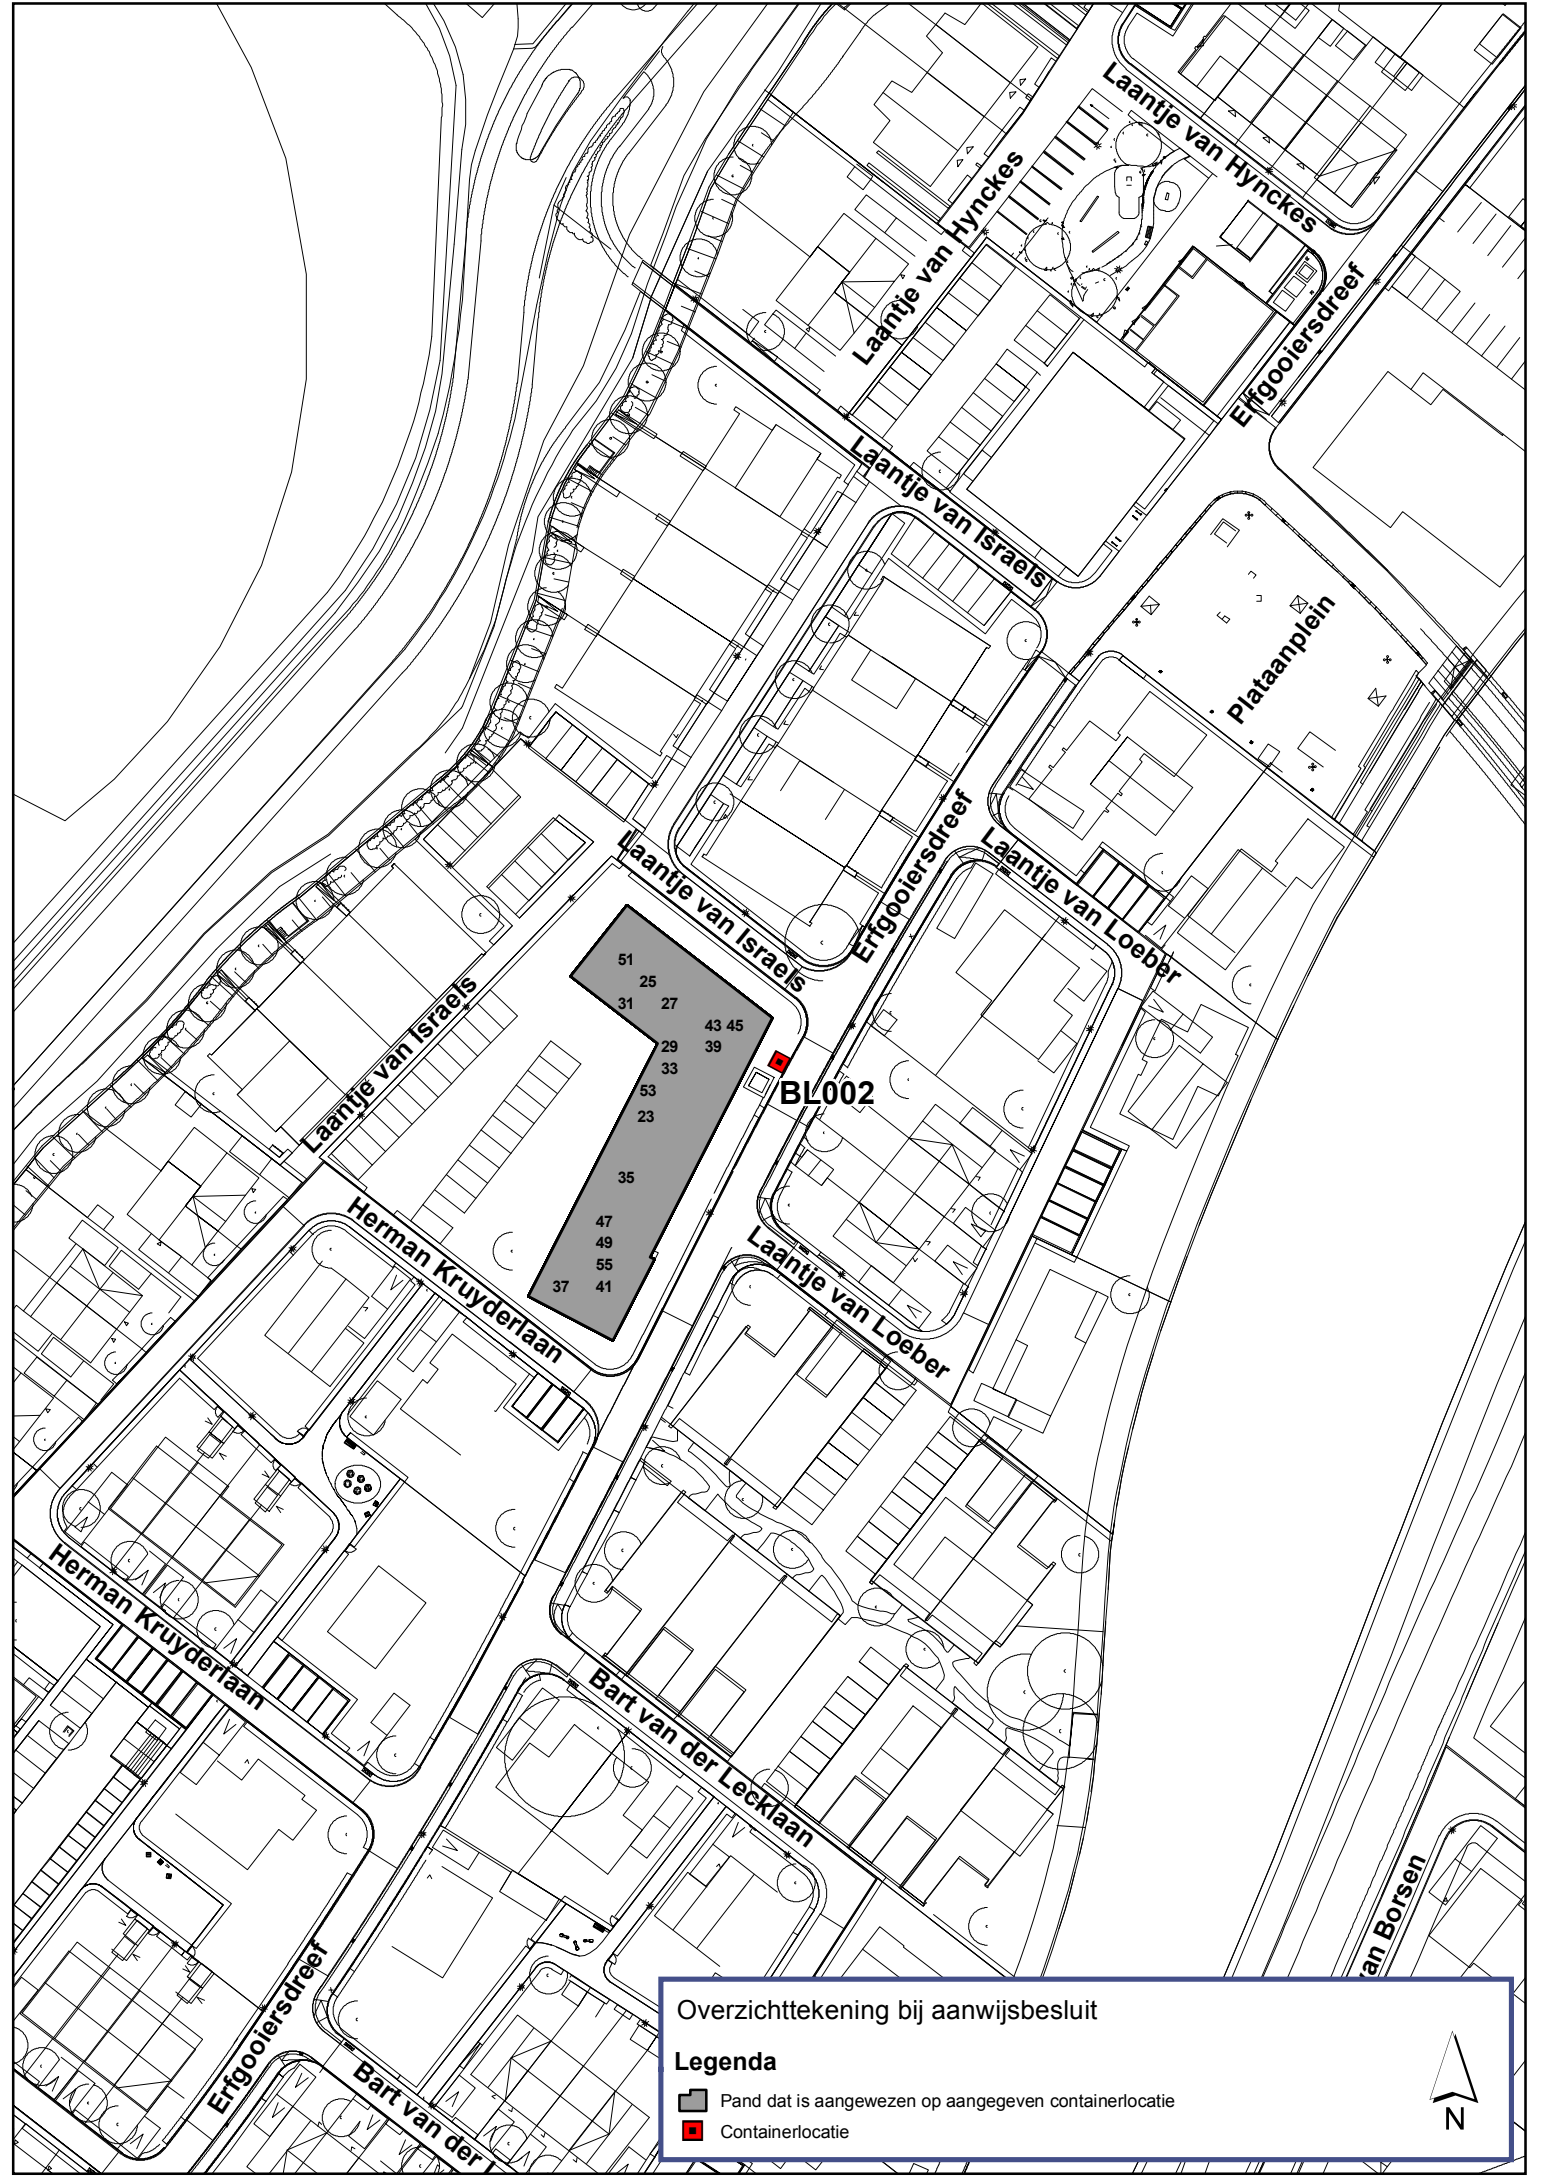 Laantje van Hynckes
Laantje van Hynckes
Erfgooiersdreef
Laantje van Israels
Plataanplein
Erfgooiersdreef
Laantje van Loeber
Laantje van Israels
51
25
31 27
43 45
29 39
33
53
23
35
47
49
55
37 41
BL002
Laantje van Israels
Herman Kruyderlaan
Laantje van Loeber
Herman Kruyderlaan
Bart van der Lecklaan
van Borsen
Erfgooiersdreef
Bart van der
Overzichttekening bij aanwijsbesluit
Legenda
Pand dat is aangewezen op aangegeven containerlocatie
Containerlocatie
N